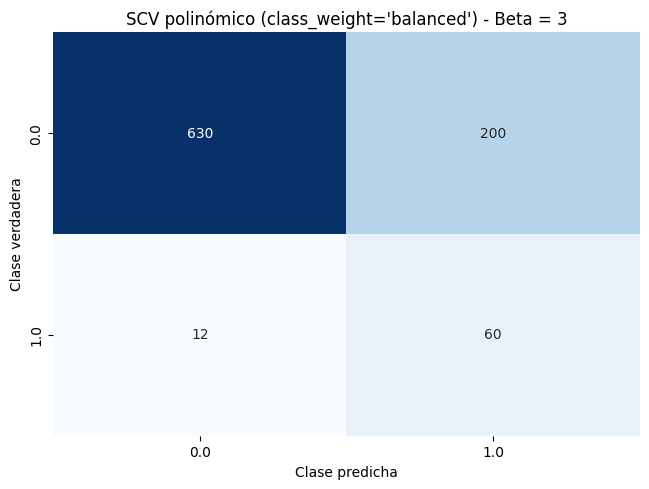 SCV polinómico (class_weight='balanced') - Beta = 3
Clase verdadera
0.0
630
200
1.0
12
60
0.0
1.0
Clase predicha